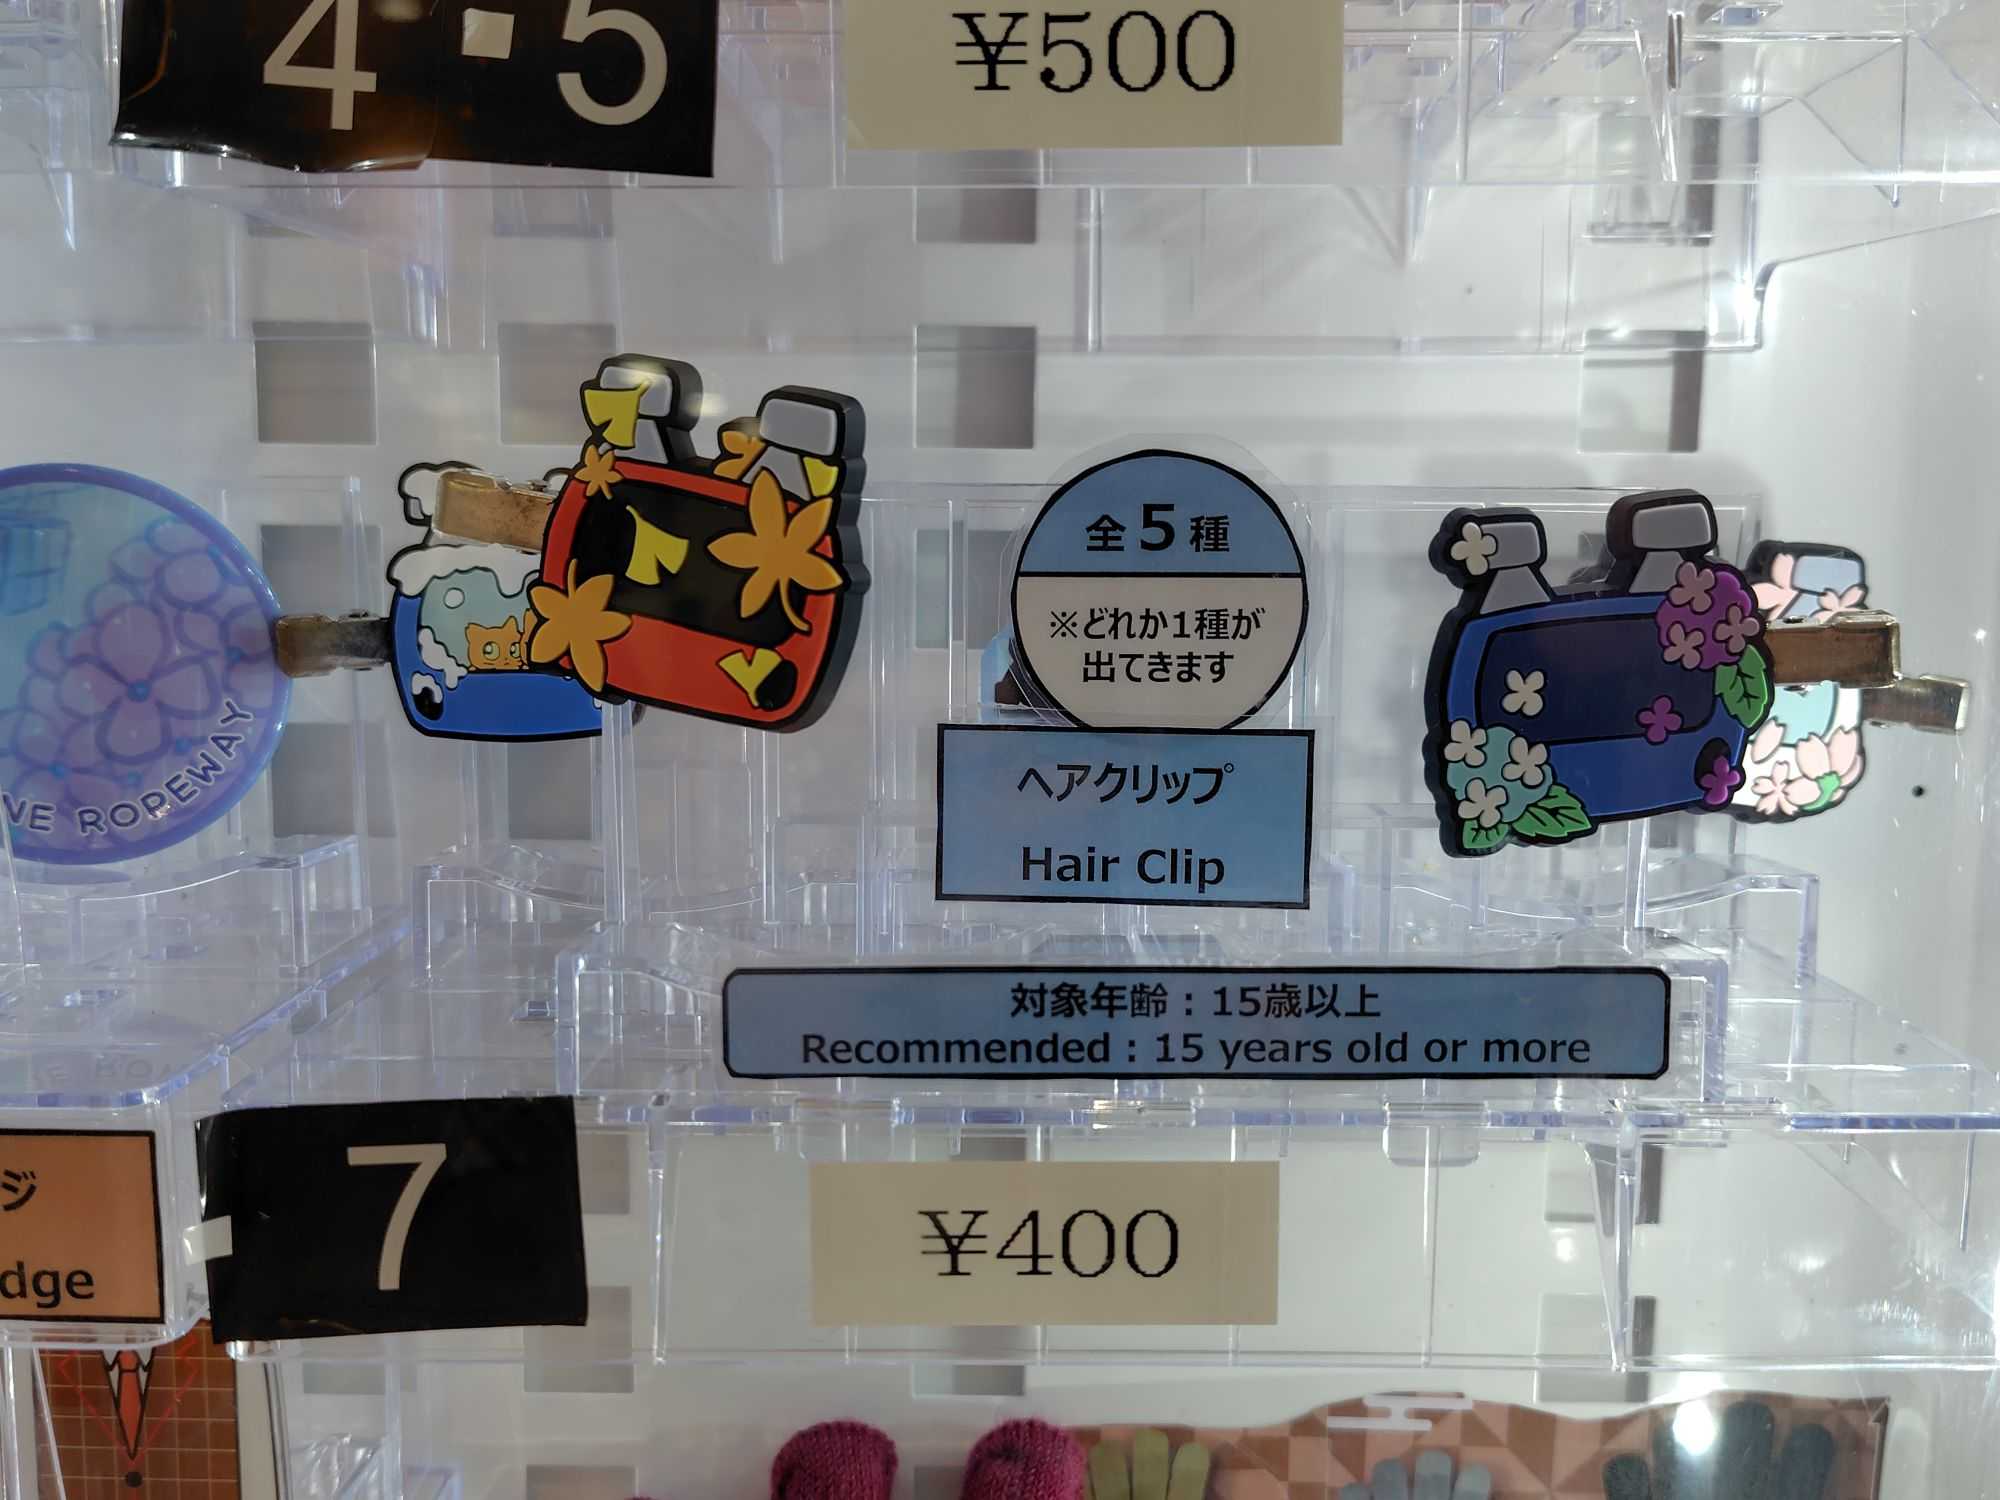 4・5
¥500
全5種
※どれか1種が
出てきます
VE ROPEWAY
ヘアクリップ
Hair Clip
対象年齢：15歳以上
Recommended : 15 years old or more
ジ
dge
7
¥400